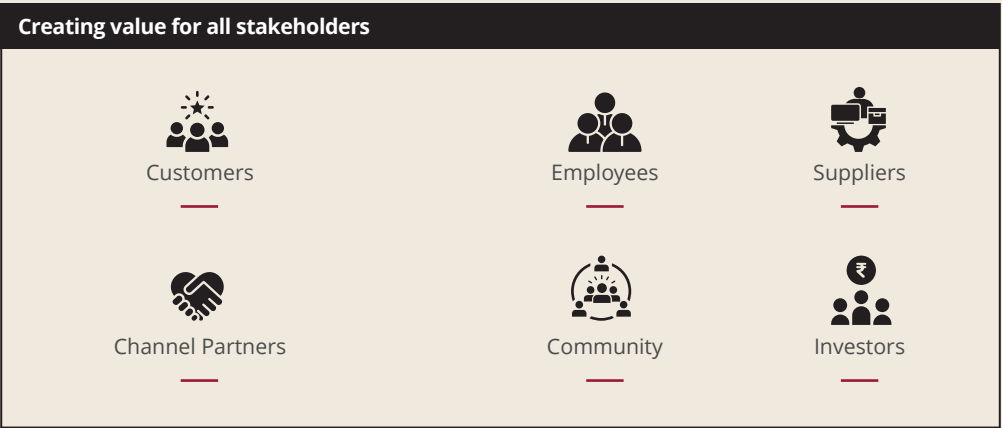 Creating value for all stakeholders
Customers
Employees
Suppliers
₹
Channel Partners
Community
Investors